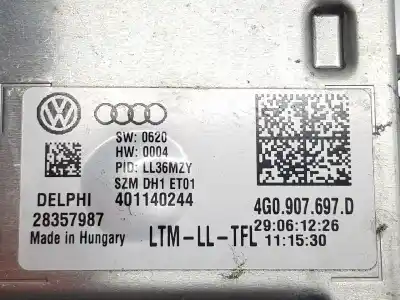 SW: 0620
HW: 0004
PID: LL36MZY
SZM DH1 ET01
DELPHI 401140244 4G0.907.697.D
28357987 29:06:12:26
Made in Hungary LTM-LL-TFL 11:15:30